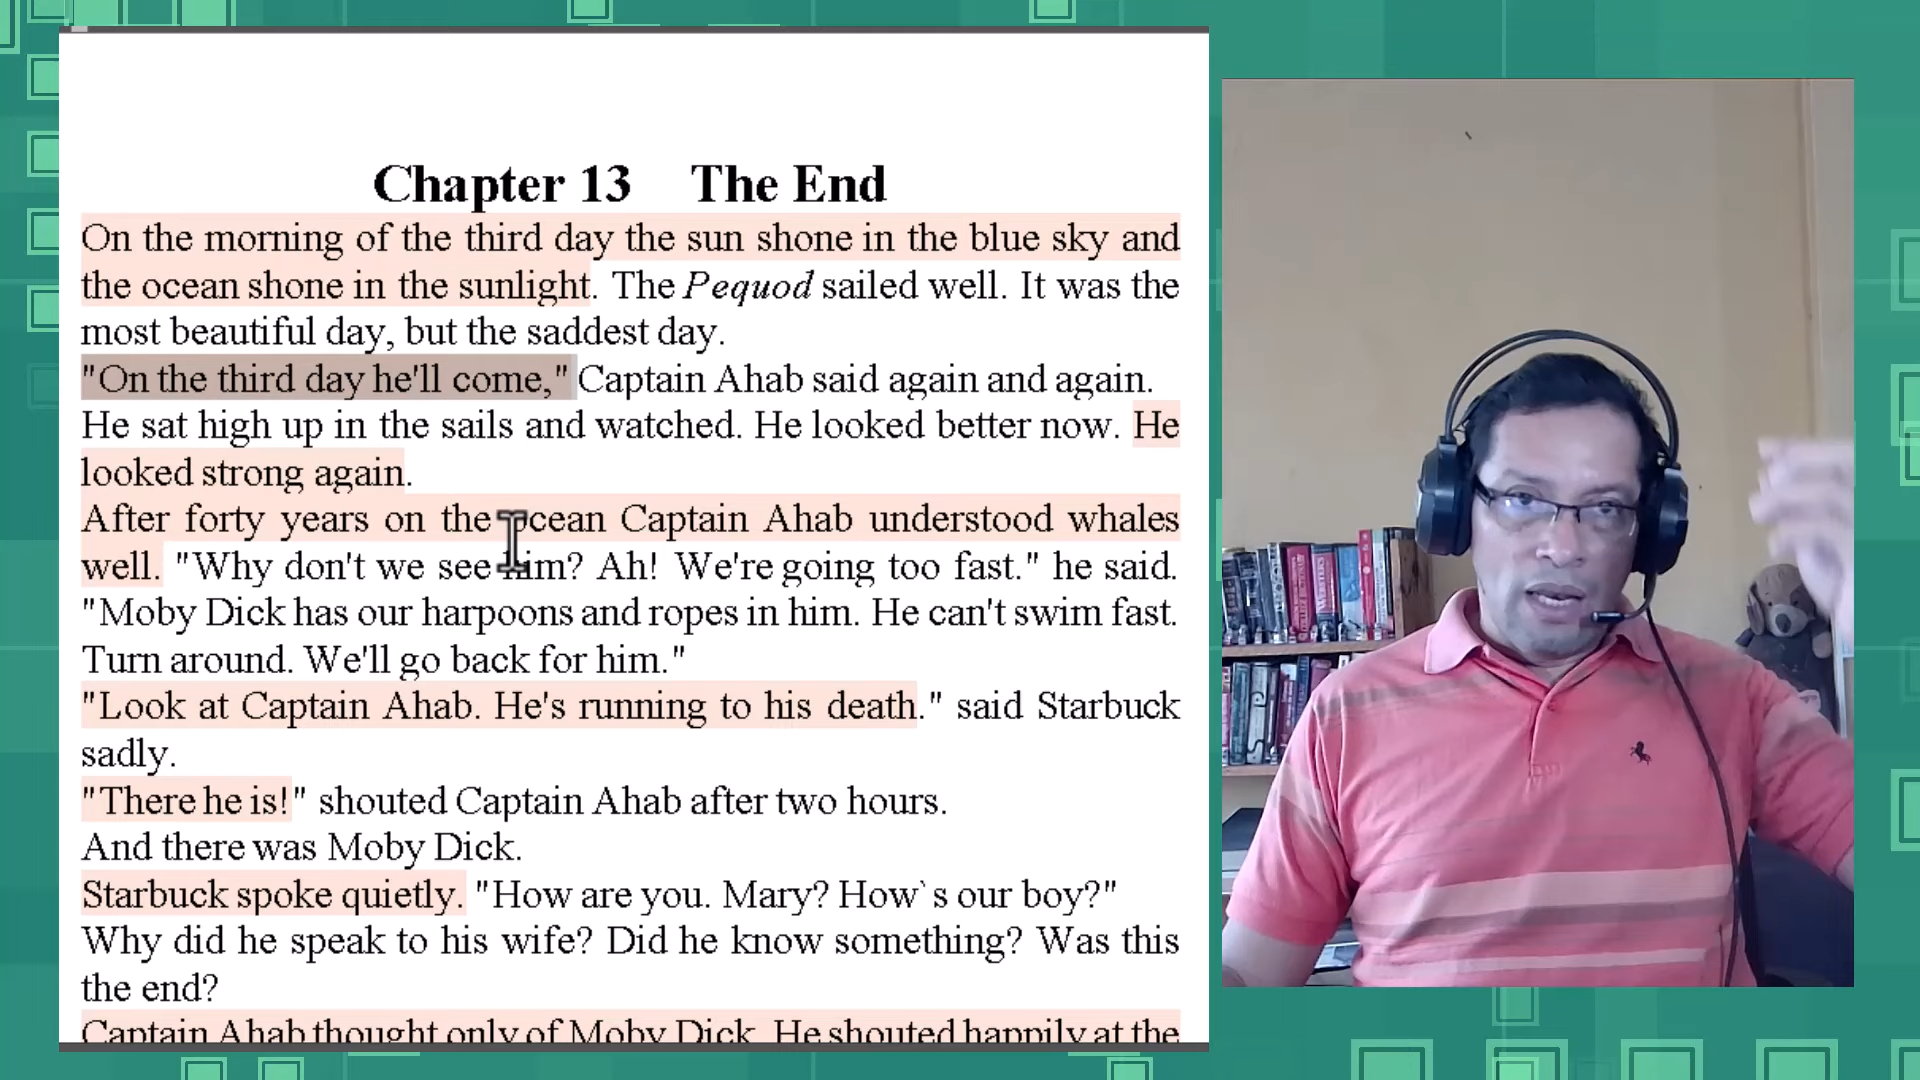 Chapter 13 The End
On the morning of the third day the sun shone in the blue sky and
the ocean shone in the sunlight. The Pequod sailed well. It was the
most beautiful day, but the saddest day.
"On the third day he'll come," Captain Ahab said again and again.
He sat high up in the sails and watched. He looked better now. He
looked strong again.
After forty years on the ocean Captain Ahab understood whales
well. "Why don't we see him? Ah! We're going too fast." he said.
"Moby Dick has our harpoons and ropes in him. He can't swim fast.
Turn around. We'll go back for him."
"Look at Captain Ahab. He's running to his death." said Starbuck
sadly.
"There he is!" shouted Captain Ahab after two hours.
And there was Moby Dick.
Starbuck spoke quietly. "How are you. Mary? How`s our boy?"
Why did he speak to his wife? Did he know something? Was this
the end?
Captain Ahab thought only of Moby Dick. He shouted happily at the